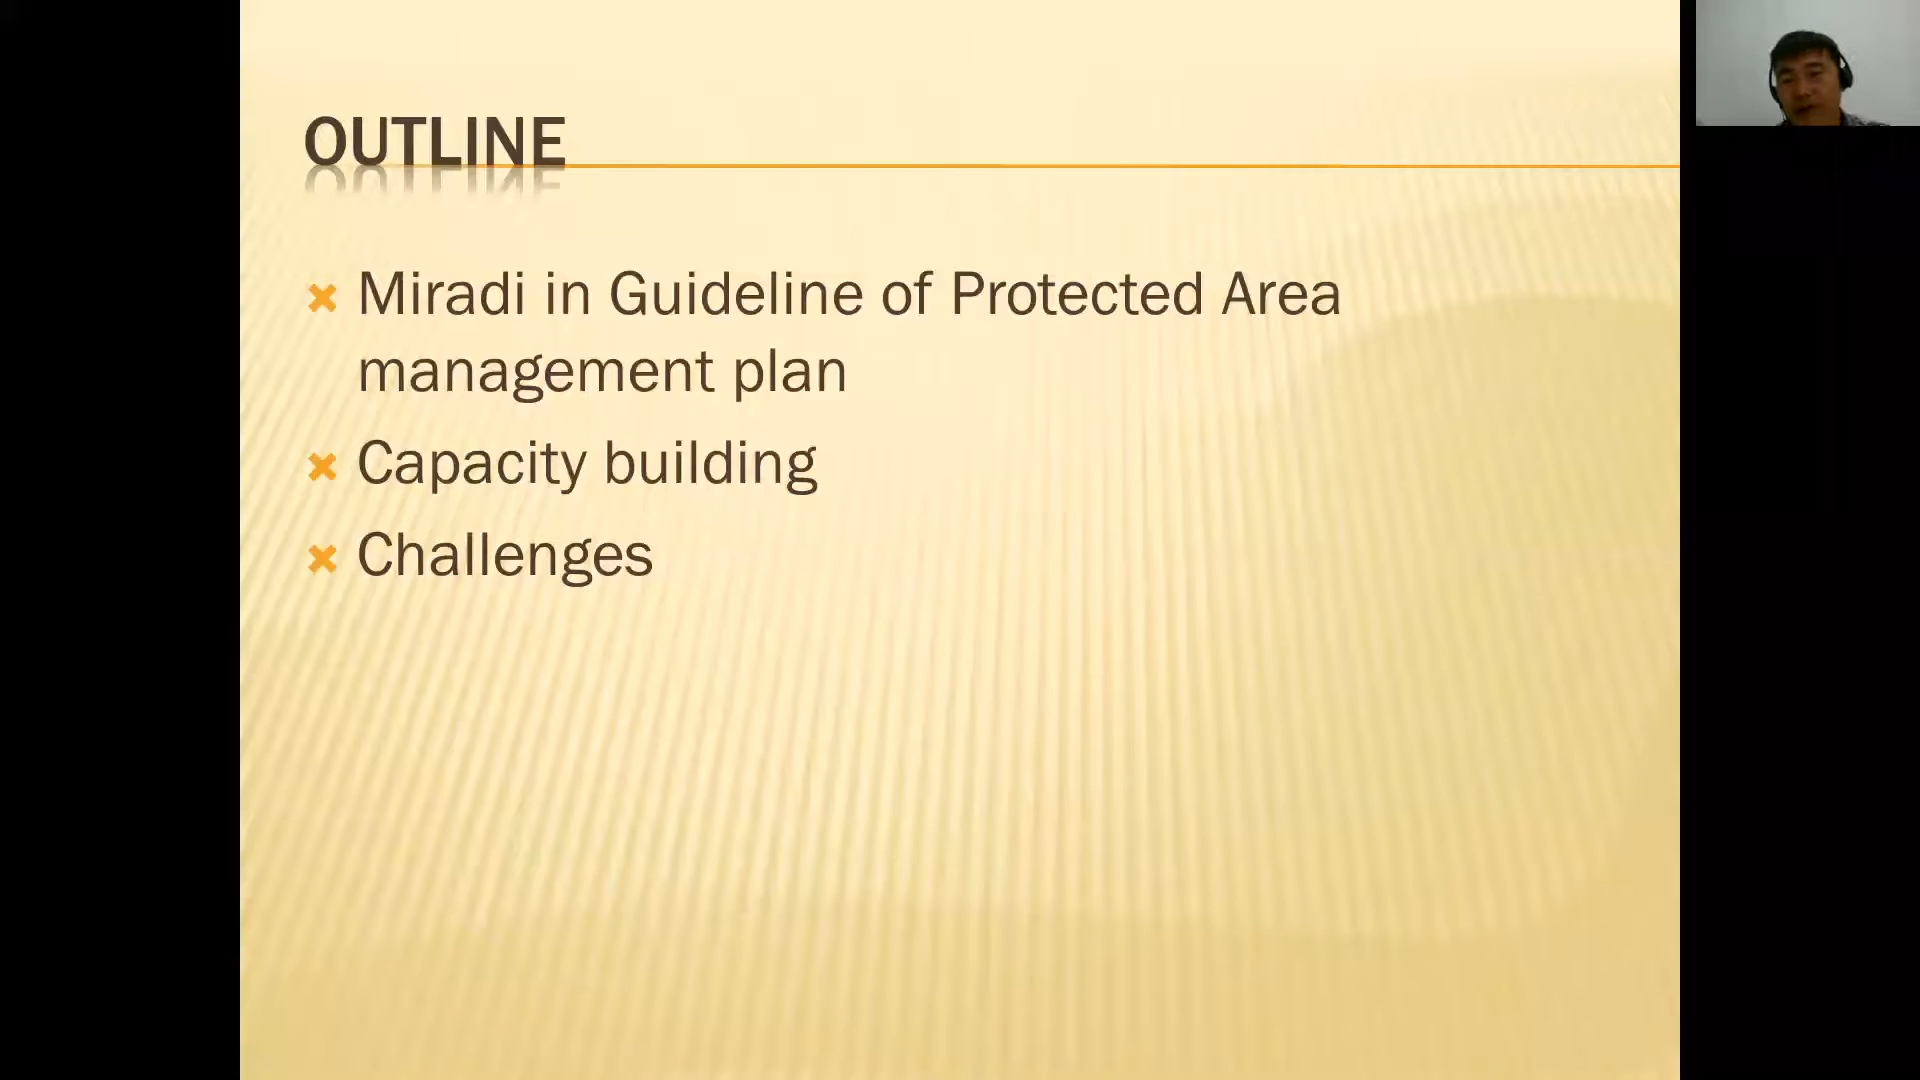 OUTLINE
Miradi in Guideline of Protected Area
management plan
Capacity building
Challenges